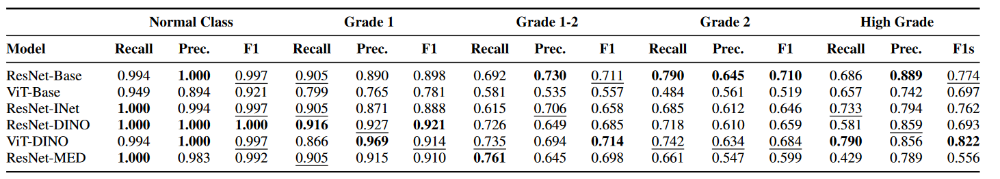 Normal Class Grade 1 Grade 1-2 Grade 2 High Grade
Model Recall Prec. F1 Recall Prec. F1 Recall Prec. F1 Recall Prec. F1 Recall Prec. F1s
ResNet-Base 0.994 1.000 0.997 0.905 0.890 0.898 0.692 0.730 0.711 0.790 0.645 0.710 0.686 0.889 0.774
ViT-Base 0.949 0.894 0.921 0.799 0.765 0.781 0.581 0.535 0.557 0.484 0.561 0.519 0.657 0.742 0.697
ResNet-INet 1.000 0.994 0.997 0.905 0.871 0.888 0.615 0.706 0.658 0.685 0.612 0.646 0.733 0.794 0.762
ResNet-DINO 1.000 1.000 1.000 0.916 0.927 0.921 0.726 0.649 0.685 0.718 0.610 0.659 0.581 0.859 0.693
ViT-DINO 0.994 1.000 0.997 0.866 0.969 0.914 0.735 0.694 0.714 0.742 0.634 0.684 0.790 0.856 0.822
ResNet-MED 1.000 0.983 0.992 0.905 0.915 0.910 0.761 0.645 0.698 0.661 0.547 0.599 0.429 0.789 0.556